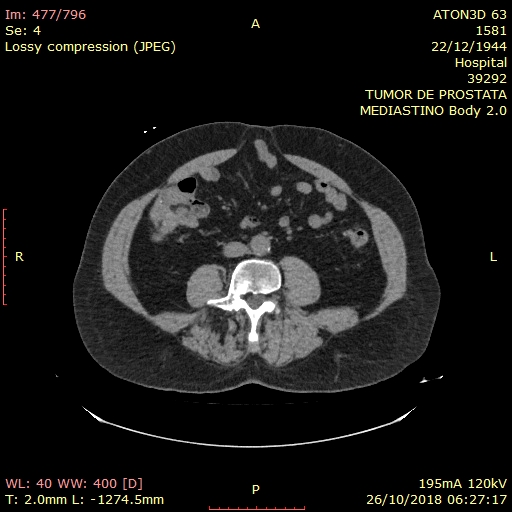 Im: 477/796
Se: 4
Lossy compression (JPEG)
A
ATON3D 63
1581
22/12/1944
Hospital
39292
TUMOR DE PROSTATA
MEDIASTINO Body 2.0
R
L
WL: 40 WW: 400 [D]
T: 2.0mm L: -1274.5mm
P
195mA 120kV
26/10/2018 06:27:17